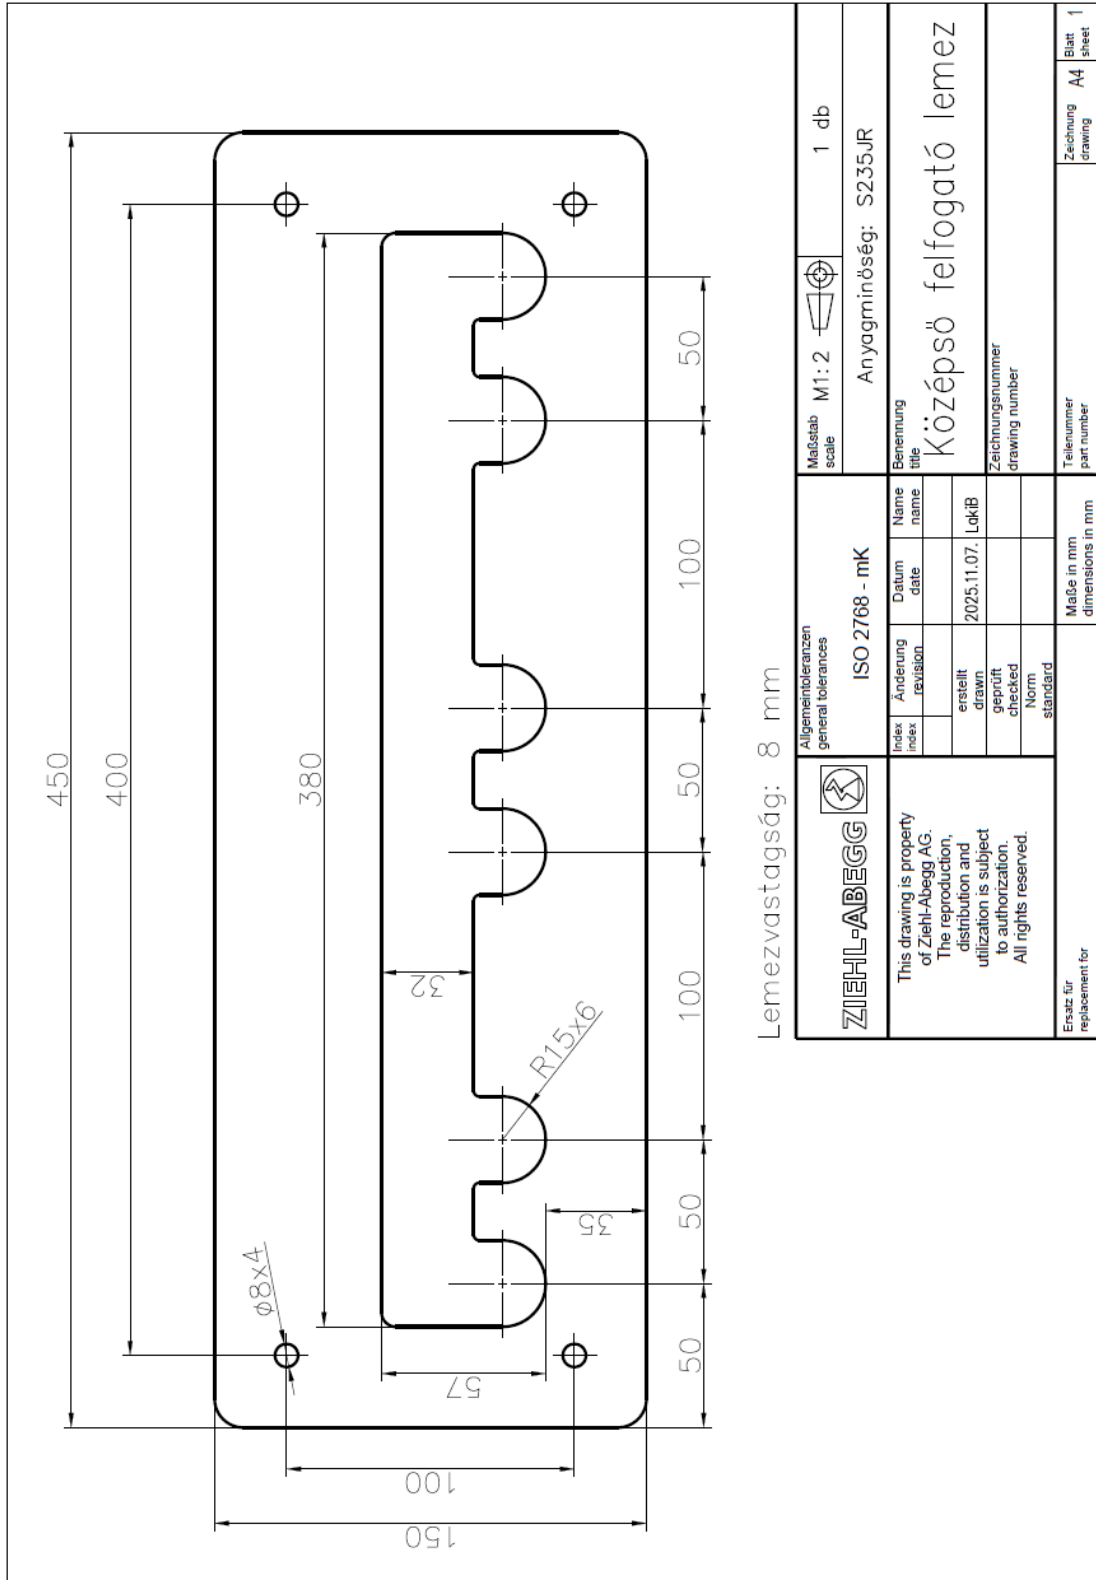 450
400
380
50
100
50
100
50
50
32
R15x6
35
57
⌀8x4
100
150
Lemezvastagság: 8 mm
ZIEHL-ABEGG
This drawing is property
of Ziehl-Abegg AG.
The reproduction,
distribution and
utilization is subject
to authorization.
All rights reserved.
Ersatz für
replacement for
Allgemeintoleranzen
general tolerances
ISO 2768 - mK
Index
index
Änderung
revision
Datum
date
Name
name
erstellt
drawn
2025.11.07.
LakiB
geprüft
checked
Norm
standard
Maße in mm
dimensions in mm
Maßstab
scale
M1:2
1 db
Anyagminöség: S235JR
Benennung
title
Középsö felfogató lemez
Zeichnungsnummer
drawing number
Teilenummer
part number
Zeichnung
drawing
A4
Blatt
sheet
1